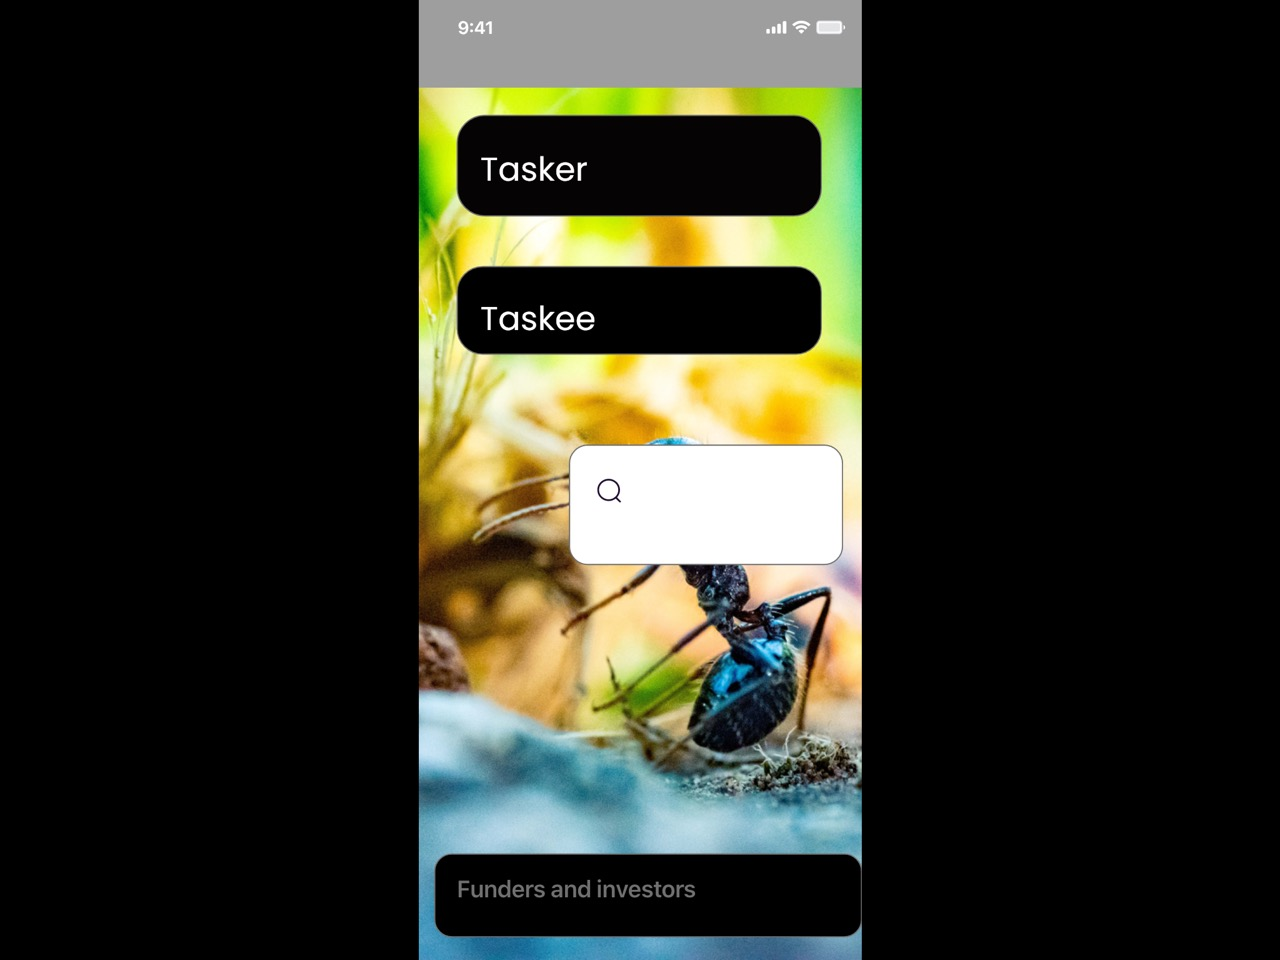 9:41
Tasker
Taskee
Funders and investors